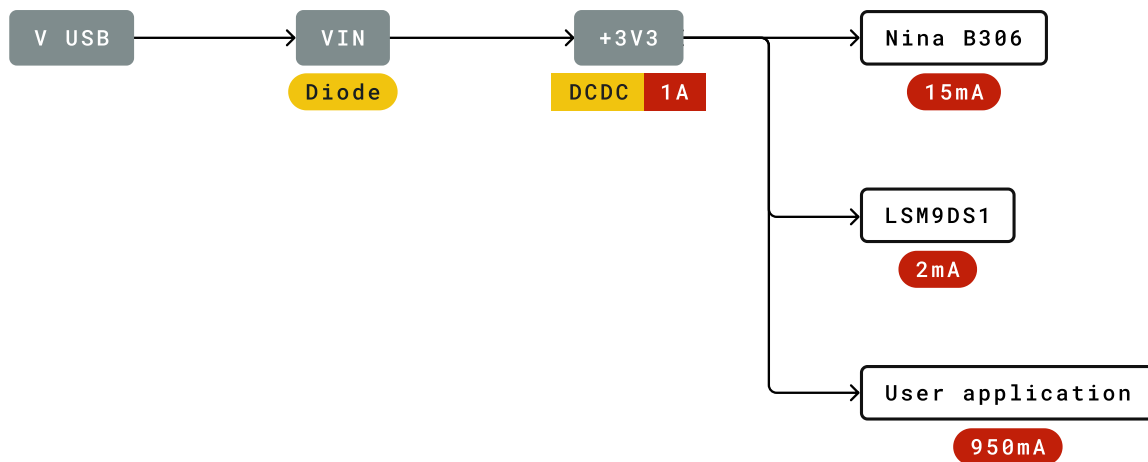 V USB
VIN
+3V3
Nina B306
Diode
DCDC
1A
15mA
LSM9DS1
2mA
User application
950mA